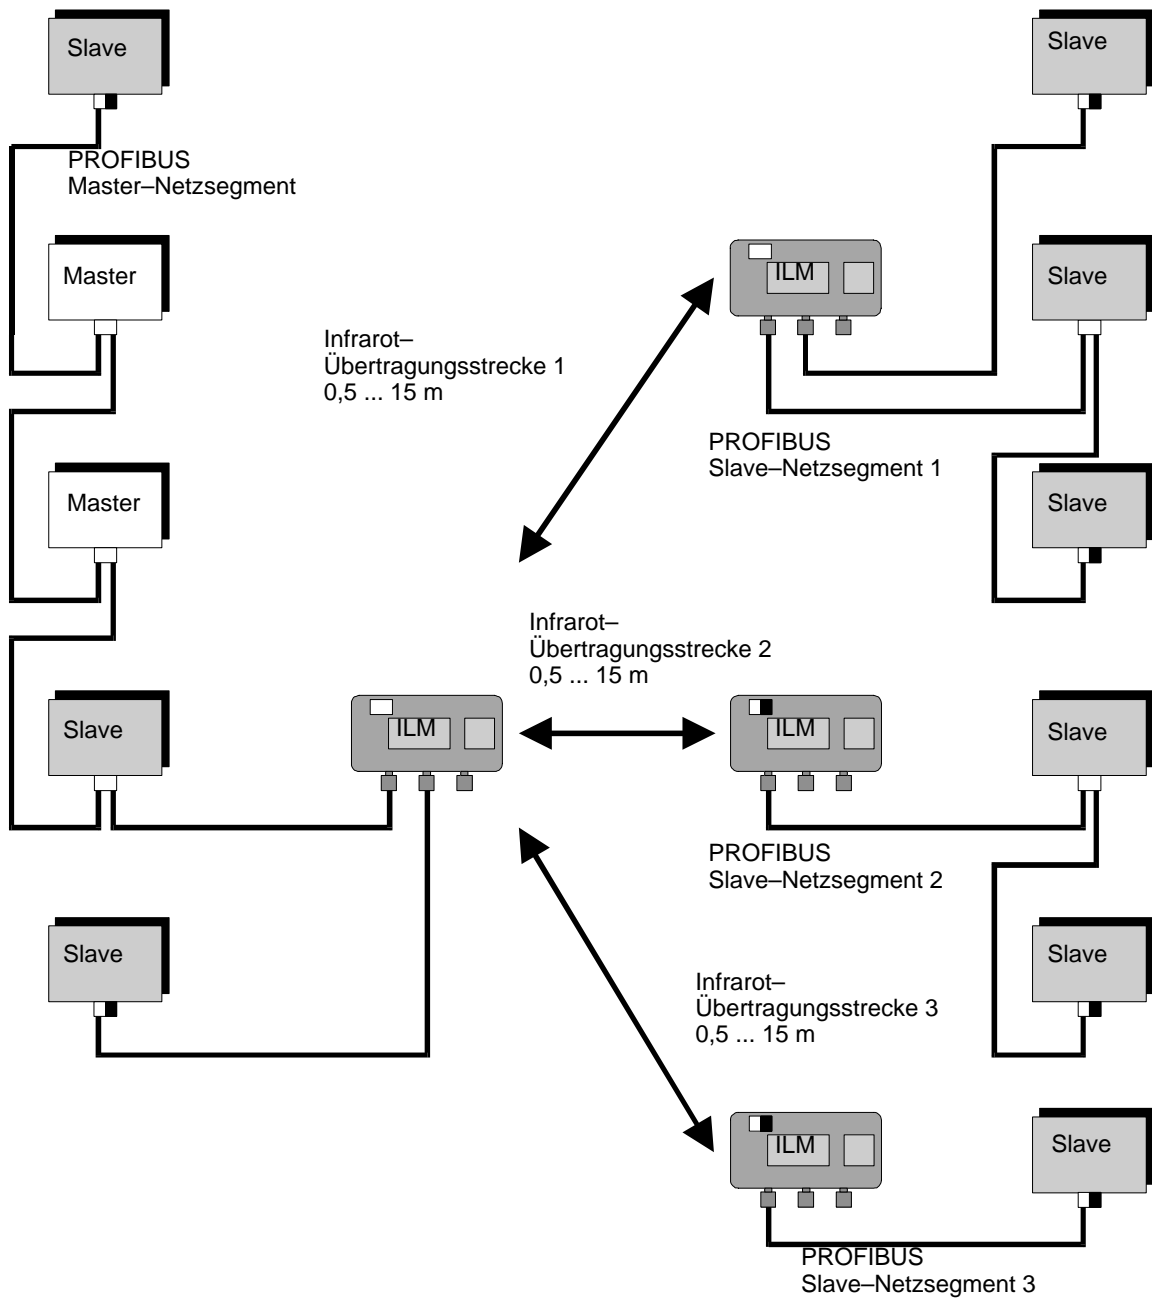 Slave
PROFIBUS
Master–Netzsegment
Master
Master
Slave
Slave
Infrarot–
Übertragungsstrecke 1
0,5 ... 15 m
ILM
Infrarot–
Übertragungsstrecke 2
0,5 ... 15 m
Infrarot–
Übertragungsstrecke 3
0,5 ... 15 m
Slave
ILM
Slave
PROFIBUS
Slave–Netzsegment 1
Slave
ILM
Slave
PROFIBUS
Slave–Netzsegment 2
Slave
ILM
Slave
PROFIBUS
Slave–Netzsegment 3